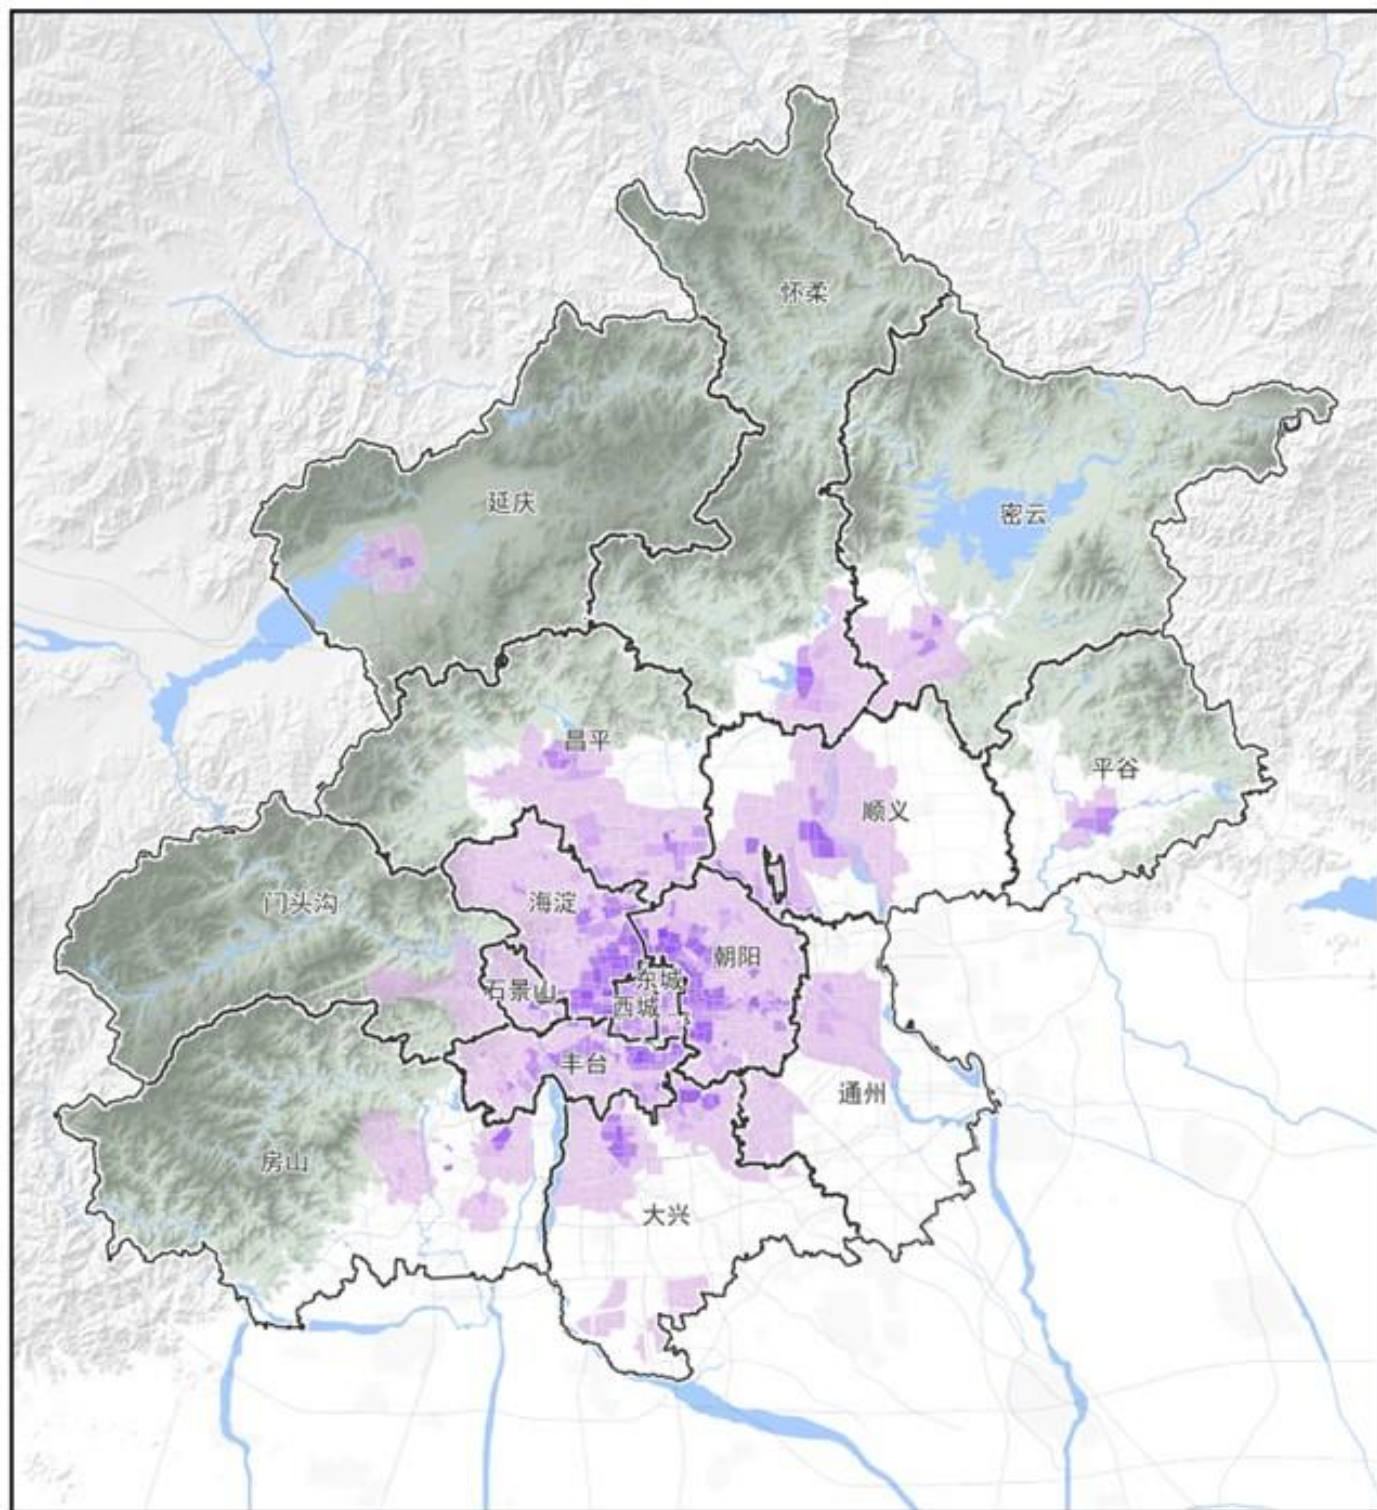 怀柔
延庆
密云
昌平
平谷
顺义
门头沟
海淀
朝阳
东城
石景山
西城
丰台
通州
房山
大兴